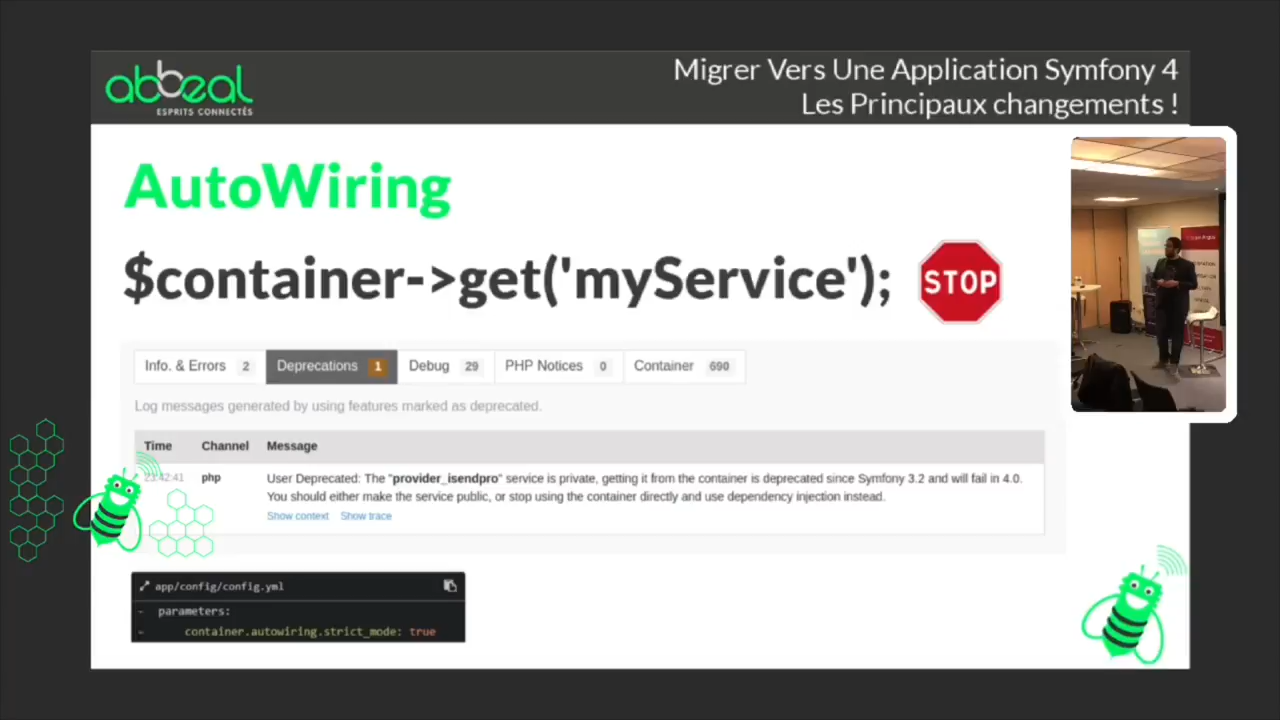 abbeal
ESPRITS CONNECTÉS
Migrer Vers Une Application Symfony 4
Les Principaux changements !
AutoWiring
$container->get('myService');
STOP
Info. & Errors 2 Deprecations 1 Debug 29 PHP Notices 0 Container 690
Log messages generated by using features marked as deprecated.
Time Channel Message
23:42:41 php User Deprecated: The "provider_isendpro" service is private, getting it from the container is deprecated since Symfony 3.2 and will fail in 4.0.
You should either make the service public, or stop using the container directly and use dependency injection instead.
Show context Show trace
app/config/config.yml
- parameters:
- container.autowiring.strict_mode: true